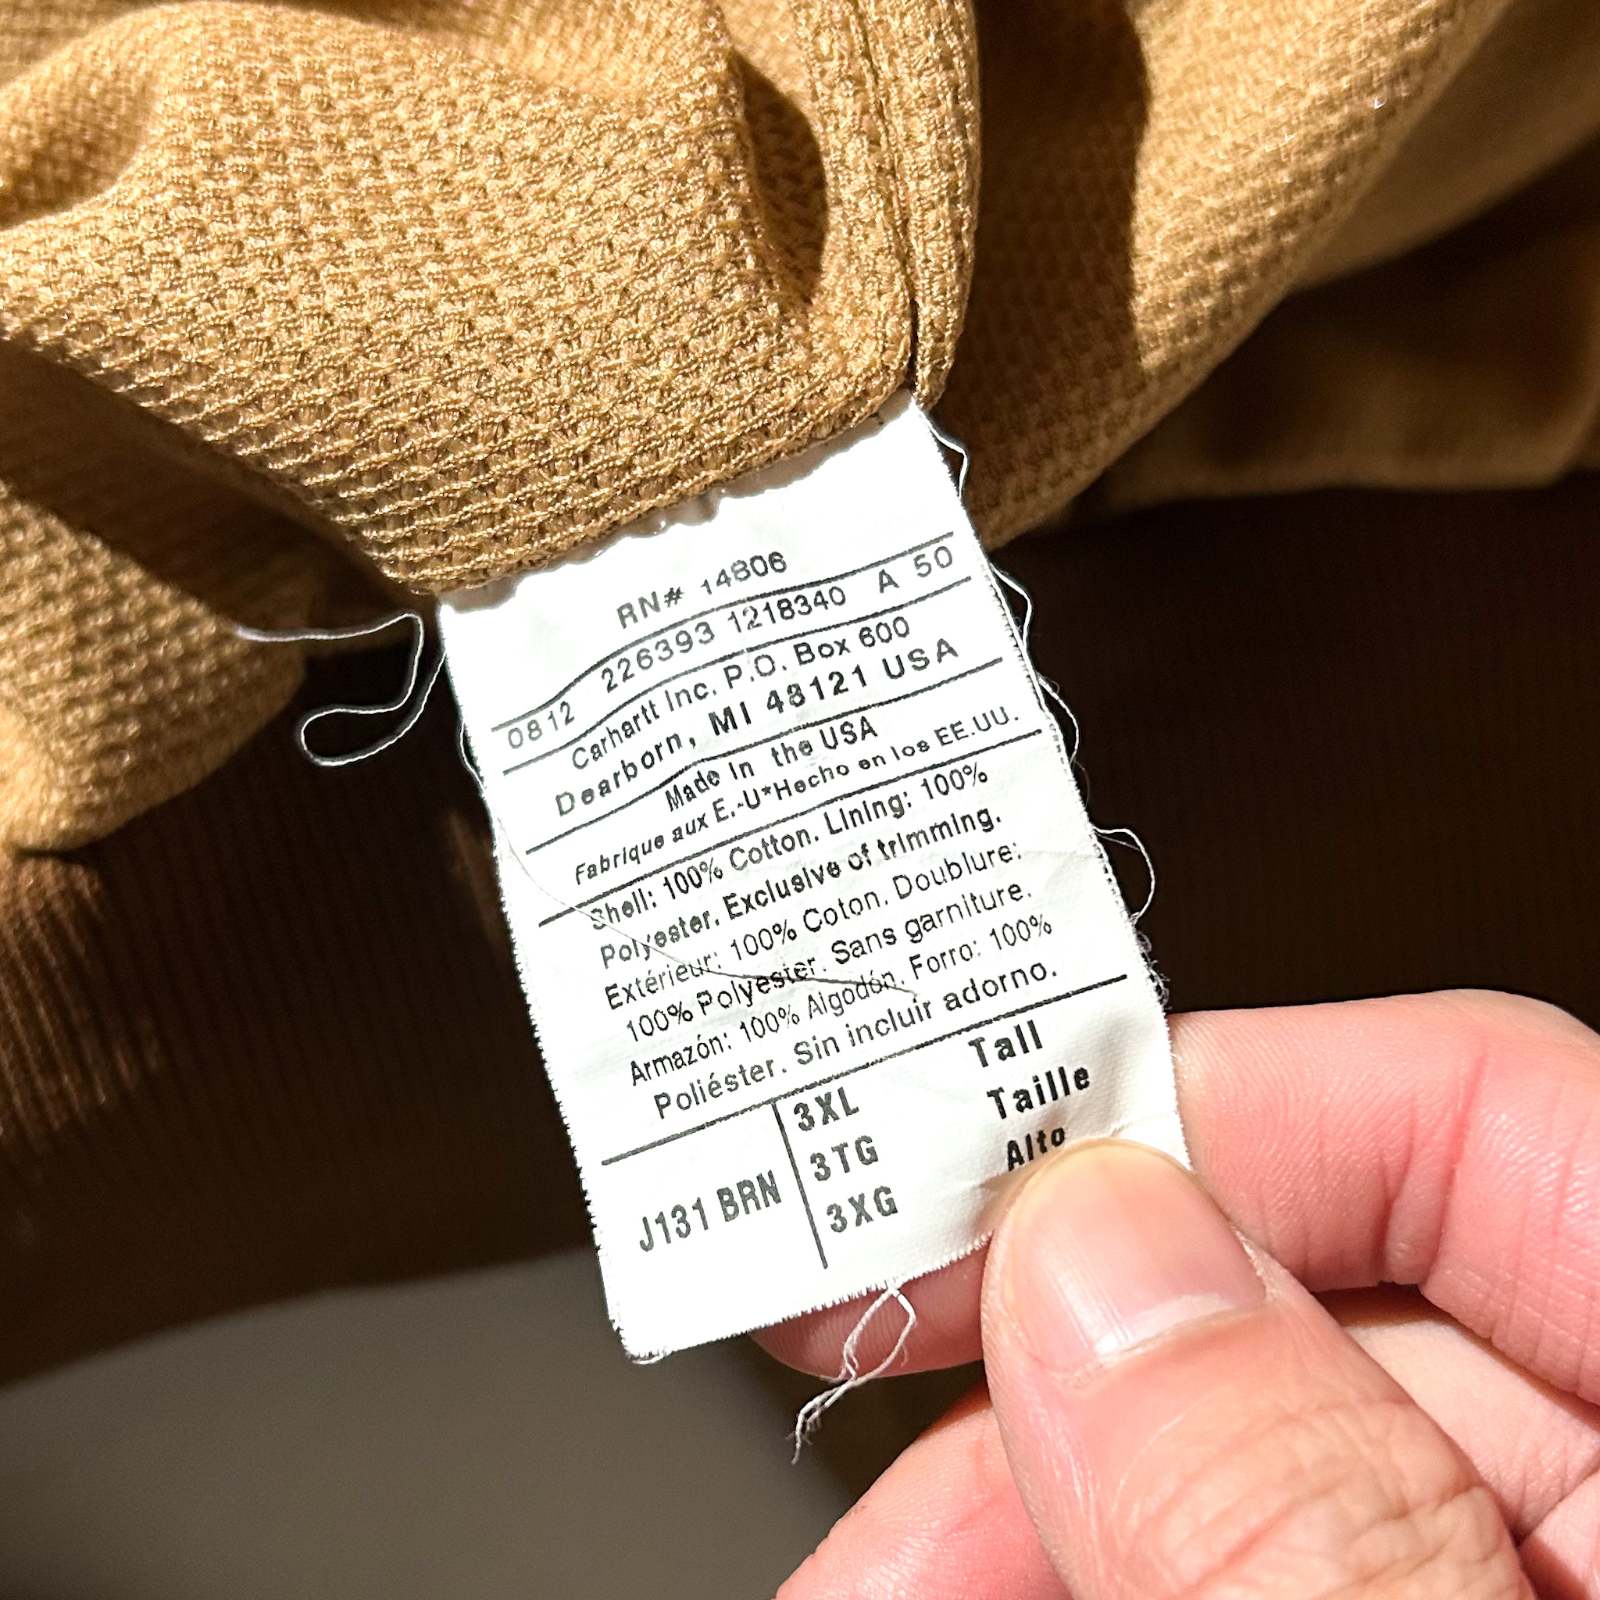 RN# 14806
0812 226393 1218340 A 50
Carhartt Inc. P.O. Box 600
Dearborn, MI 48121 USA
Made in the USA
Fabrique aux E.-U*Hecho en los EE.UU.
Shell: 100% Cotton. Lining: 100%
Polyester. Exclusive of trimming.
Extérieur: 100% Coton. Doublure:
100% Polyester. Sans garniture.
Armazón: 100% Algodón. Forro: 100%
Poliéster. Sin incluir adorno.
J131 BRN
3XL Tall
3TG Taille
3XG Alto